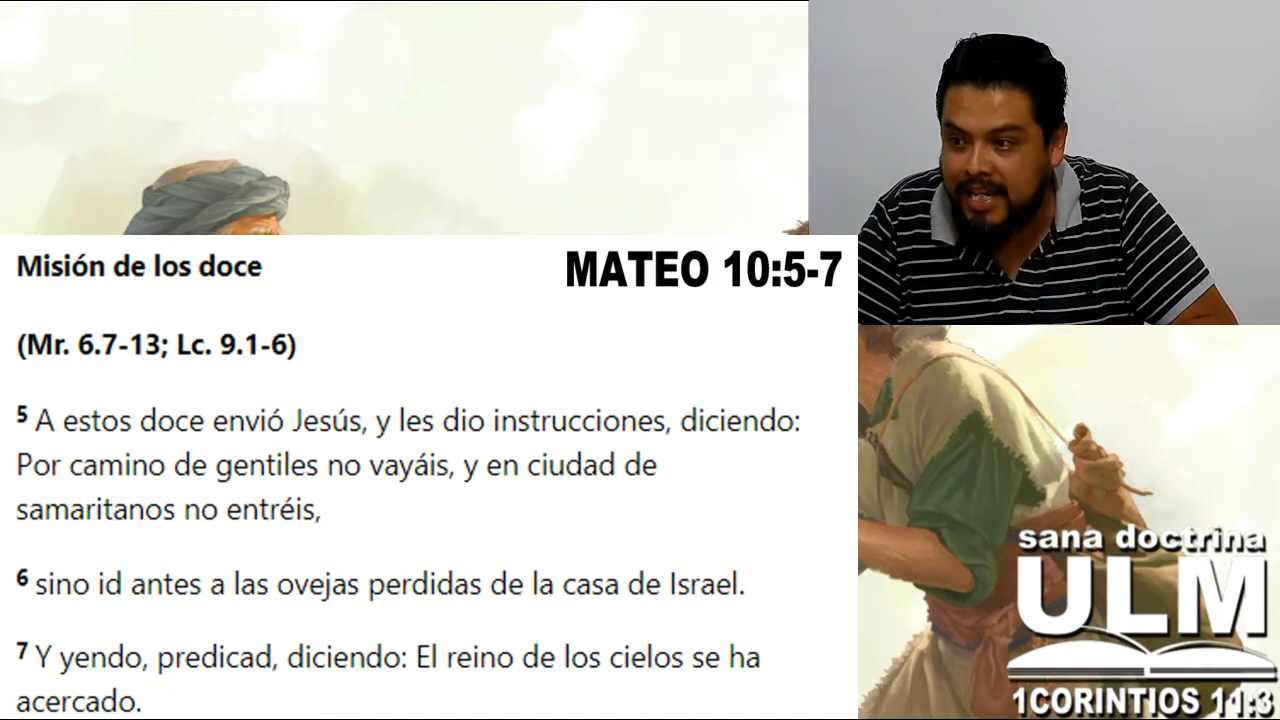 Misión de los doce
MATEO 10:5-7
(Mr. 6.7-13; Lc. 9.1-6)
5 A estos doce envió Jesús, y les dio instrucciones, diciendo:
Por camino de gentiles no vayáis, y en ciudad de
samaritanos no entréis,
6 sino id antes a las ovejas perdidas de la casa de Israel.
7 Y yendo, predicad, diciendo: El reino de los cielos se ha
acercado.
sana doctrina
ULM
1CORINTIOS 11:3